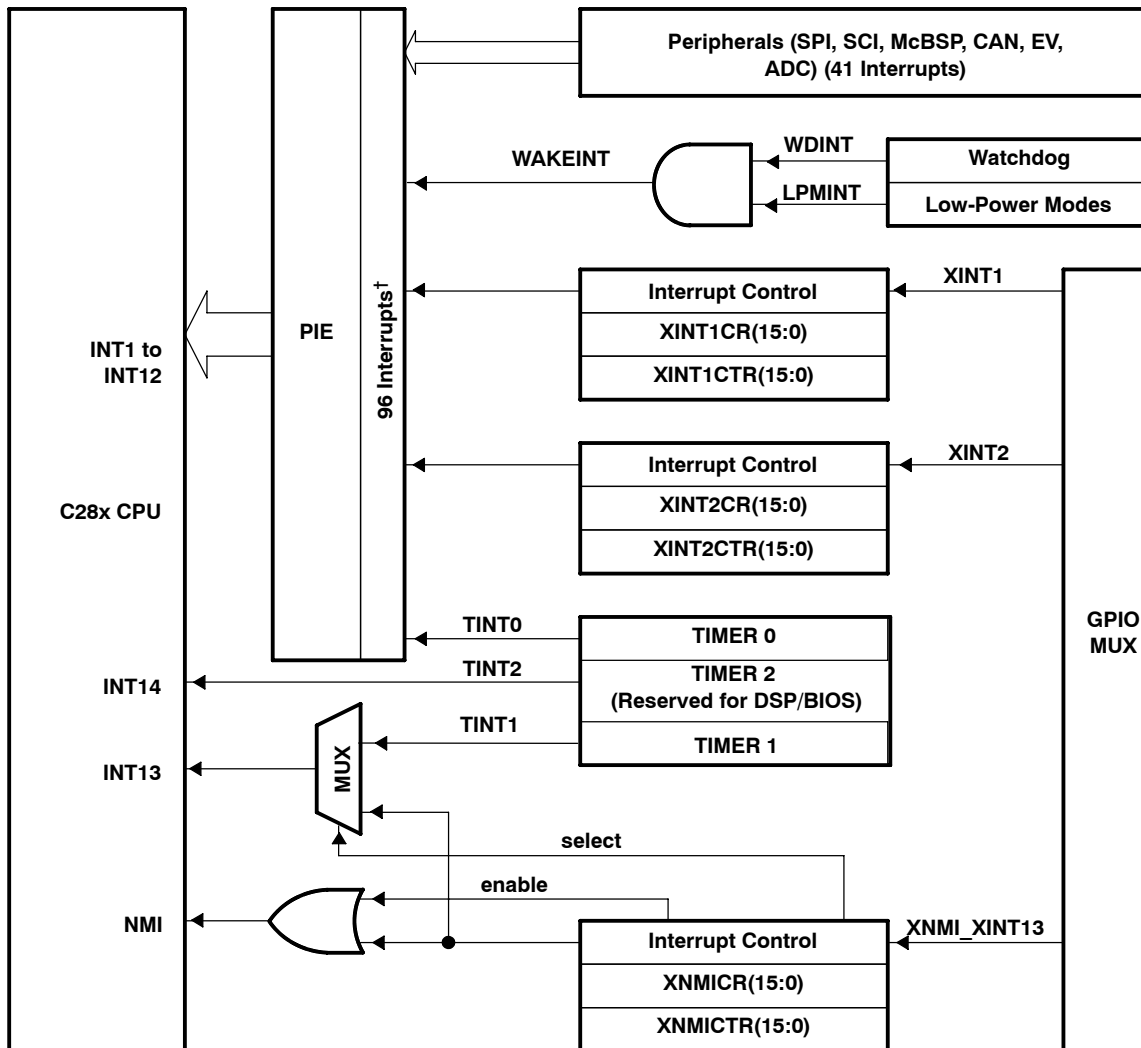 Peripherals (SPI, SCI, McBSP, CAN, EV,
ADC) (41 Interrupts)
WDINT
Watchdog
WAKEINT
LPMINT
Low-Power Modes
XINT1
Interrupt Control
PIE
XINT1CR(15:0)
96 Interrupts†
INT1 to
INT12
XINT1CTR(15:0)
XINT2
Interrupt Control
C28x CPU
XINT2CR(15:0)
XINT2CTR(15:0)
GPIO
MUX
TINT0
TIMER 0
INT14
TINT2
TIMER 2
(Reserved for DSP/BIOS)
TINT1
TIMER 1
INT13
MUX
select
enable
NMI
XNMI_XINT13
Interrupt Control
XNMICR(15:0)
XNMICTR(15:0)